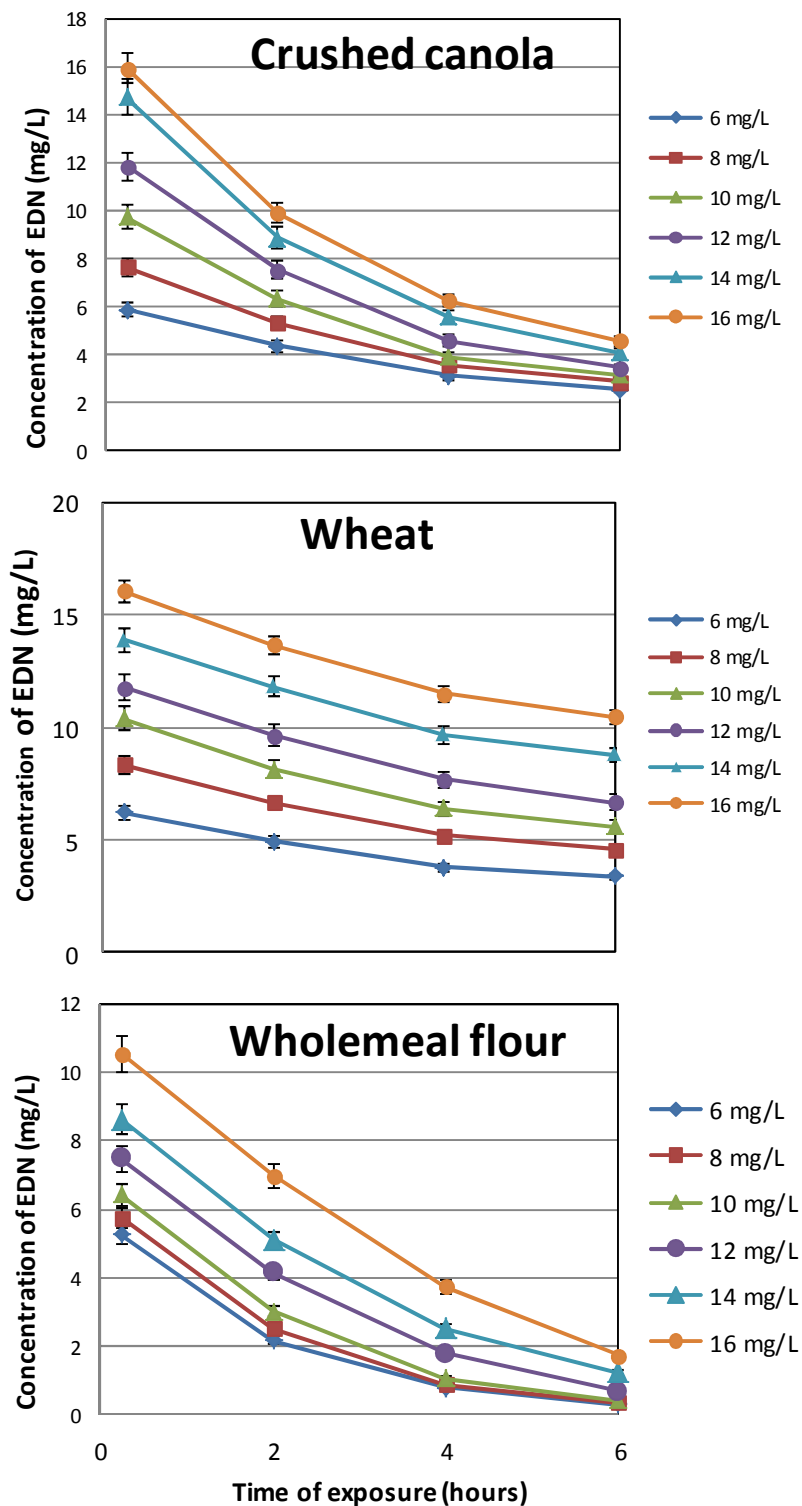 Crushed canola
Concentration of EDN (mg/L)
18
16
14
12
10
8
6
4
2
0
6 mg/L
8 mg/L
10 mg/L
12 mg/L
14 mg/L
16 mg/L
Wheat
Concentration of EDN (mg/L)
20
15
10
5
0
6 mg/L
8 mg/L
10 mg/L
12 mg/L
14 mg/L
16 mg/L
Wholemeal flour
Concentration of EDN (mg/L)
12
10
8
6
4
2
0
6 mg/L
8 mg/L
10 mg/L
12 mg/L
14 mg/L
16 mg/L
0 2 4 6
Time of exposure (hours)